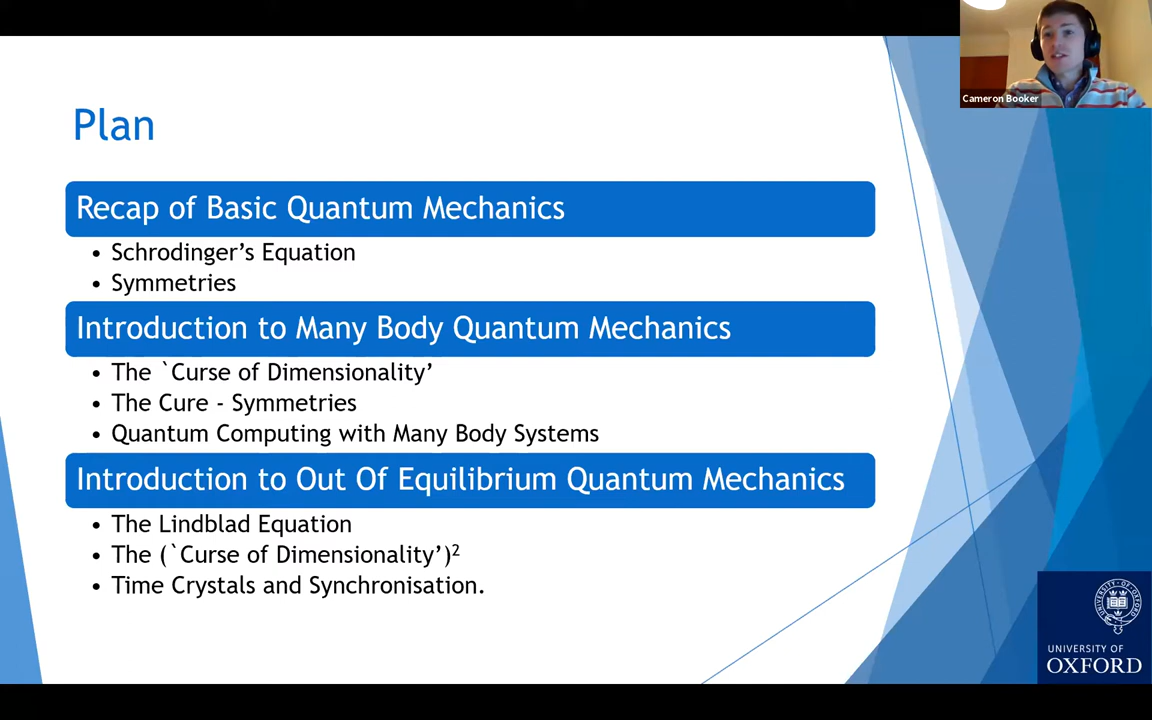 Cameron Booker
Plan
Recap of Basic Quantum Mechanics
• Schrodinger’s Equation
• Symmetries
Introduction to Many Body Quantum Mechanics
• The `Curse of Dimensionality’
• The Cure - Symmetries
• Quantum Computing with Many Body Systems
Introduction to Out Of Equilibrium Quantum Mechanics
• The Lindblad Equation
• The (`Curse of Dimensionality’)²
• Time Crystals and Synchronisation.
UNIVERSITY OF
OXFORD